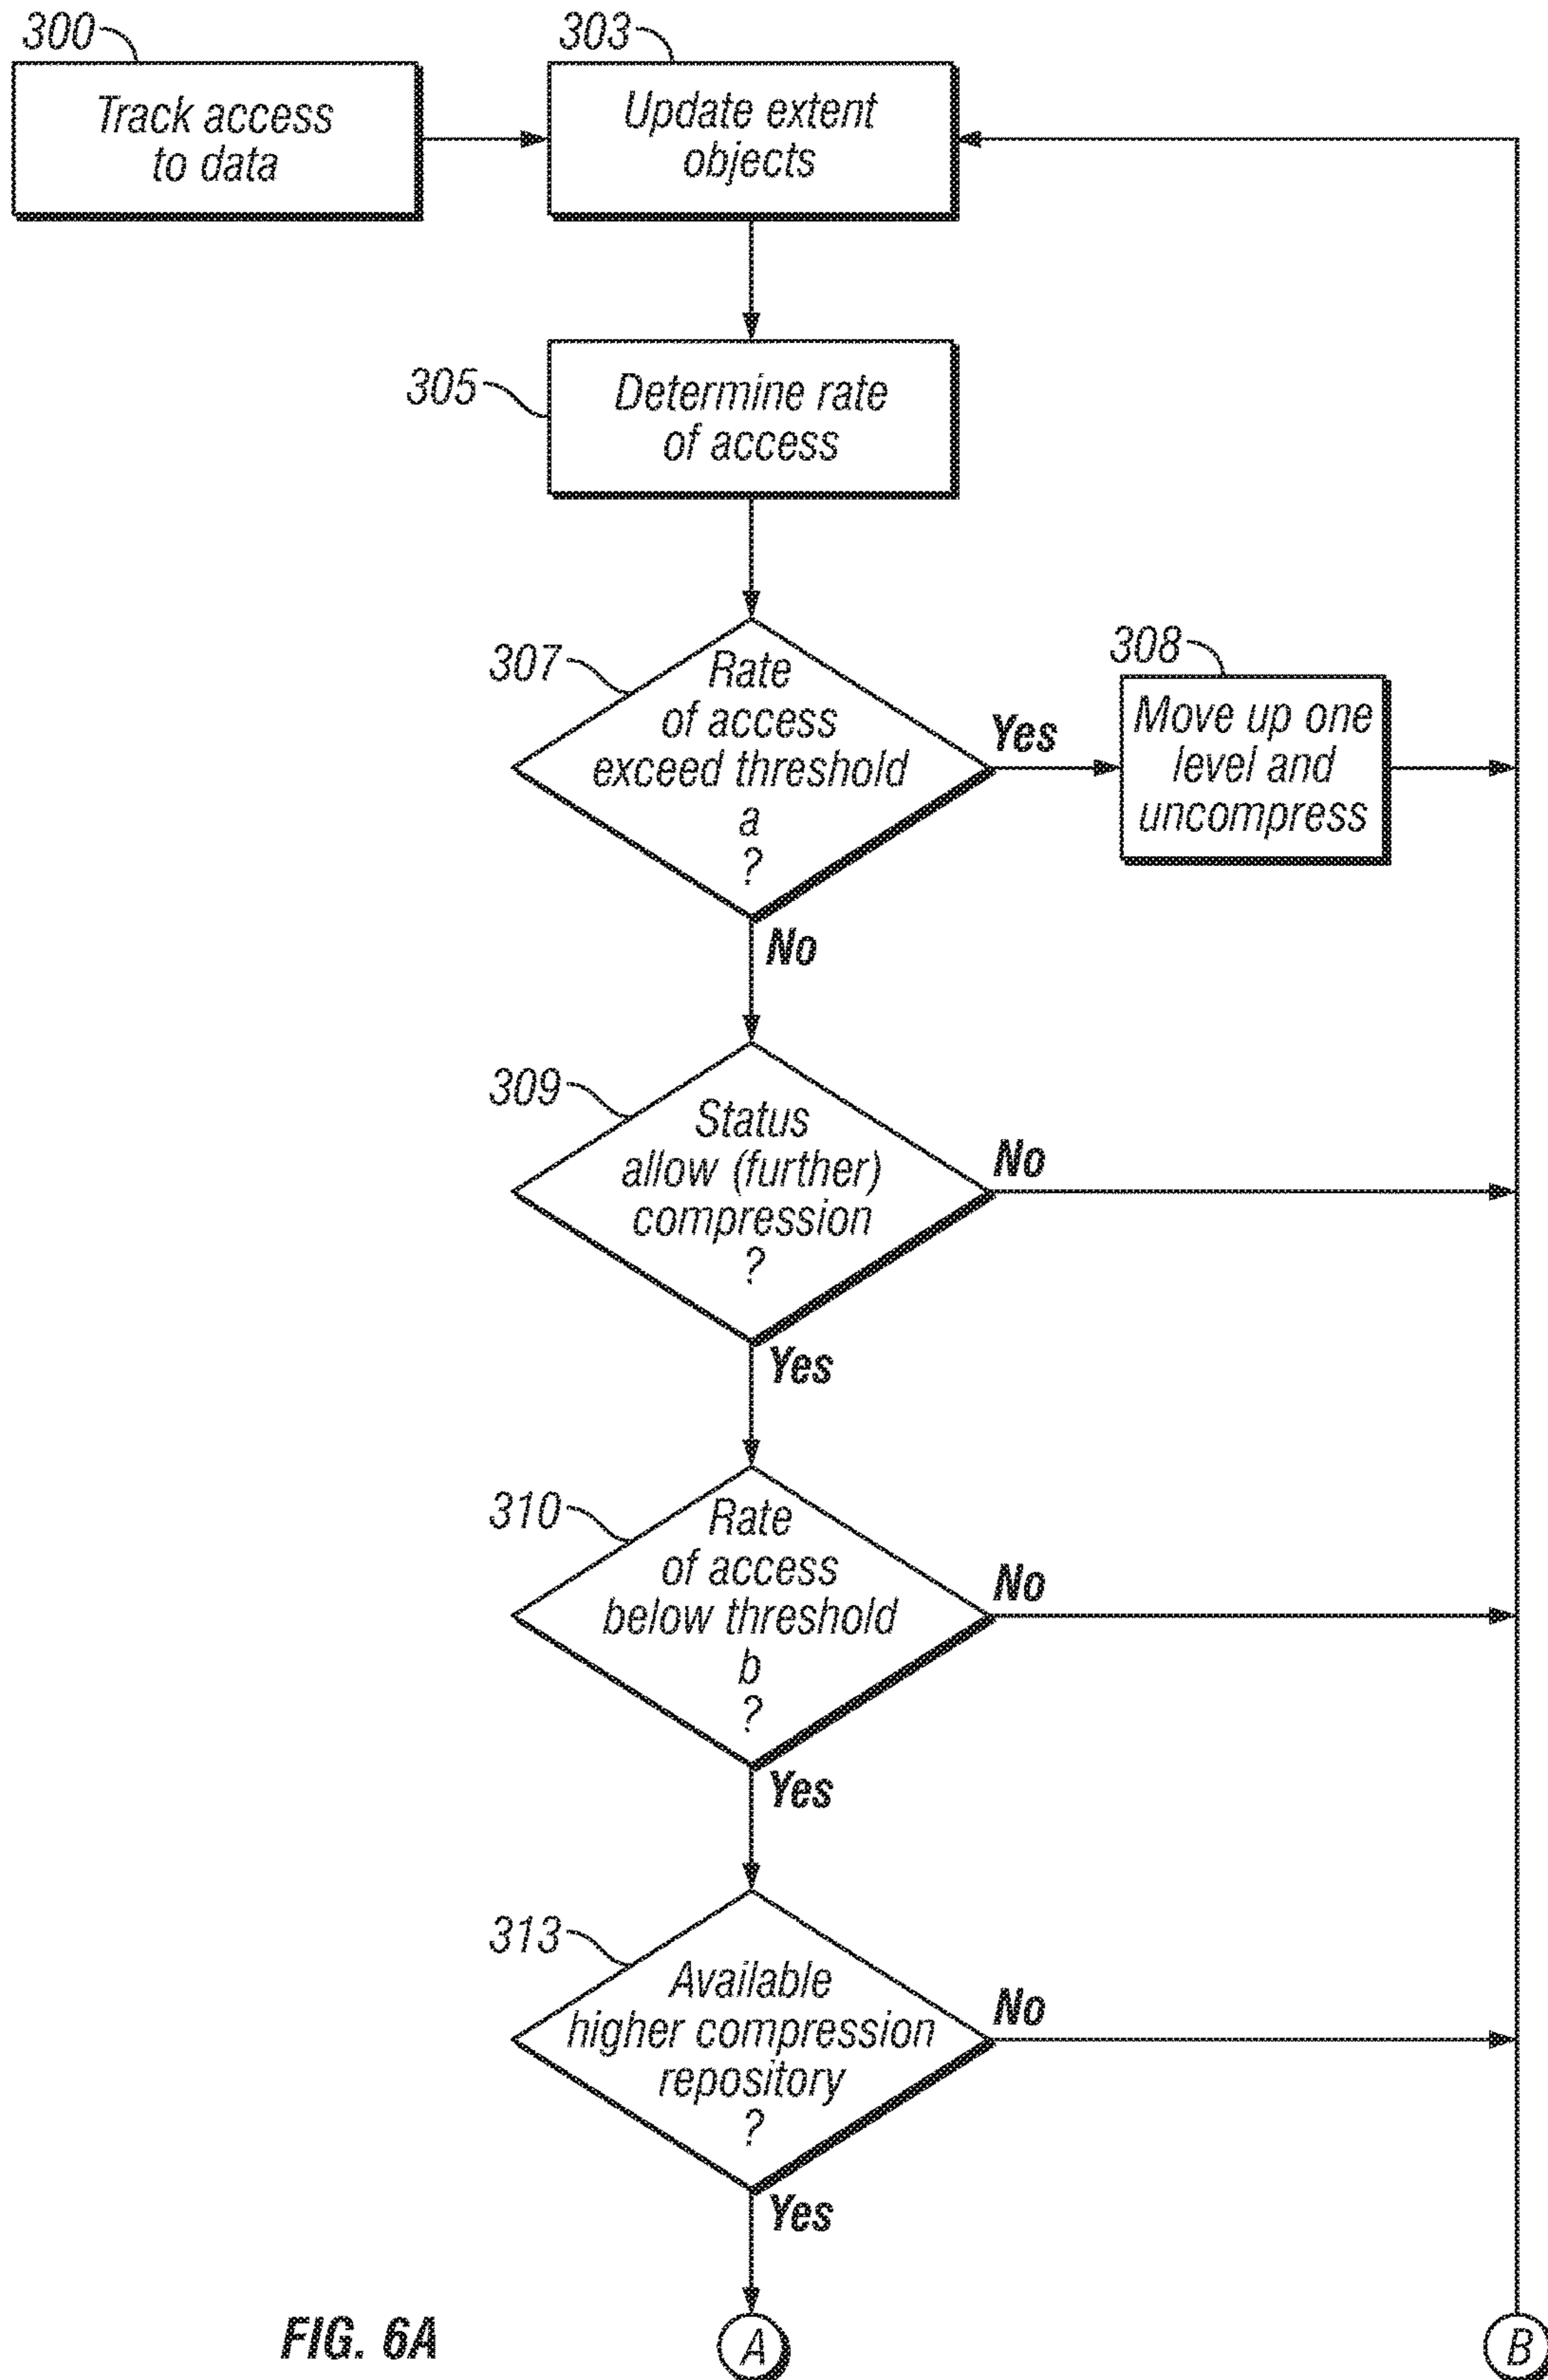 300
Track access
to data
303
Update extent
objects
305
Determine rate
of access
307
Rate
of access
exceed threshold
a
?
Yes
308
Move up one
level and
uncompress
No
309
Status
allow (further)
compression
?
No
Yes
310
Rate
of access
below threshold
b
?
No
Yes
313
Available
higher compression
repository
?
No
Yes
A
B
FIG. 6A